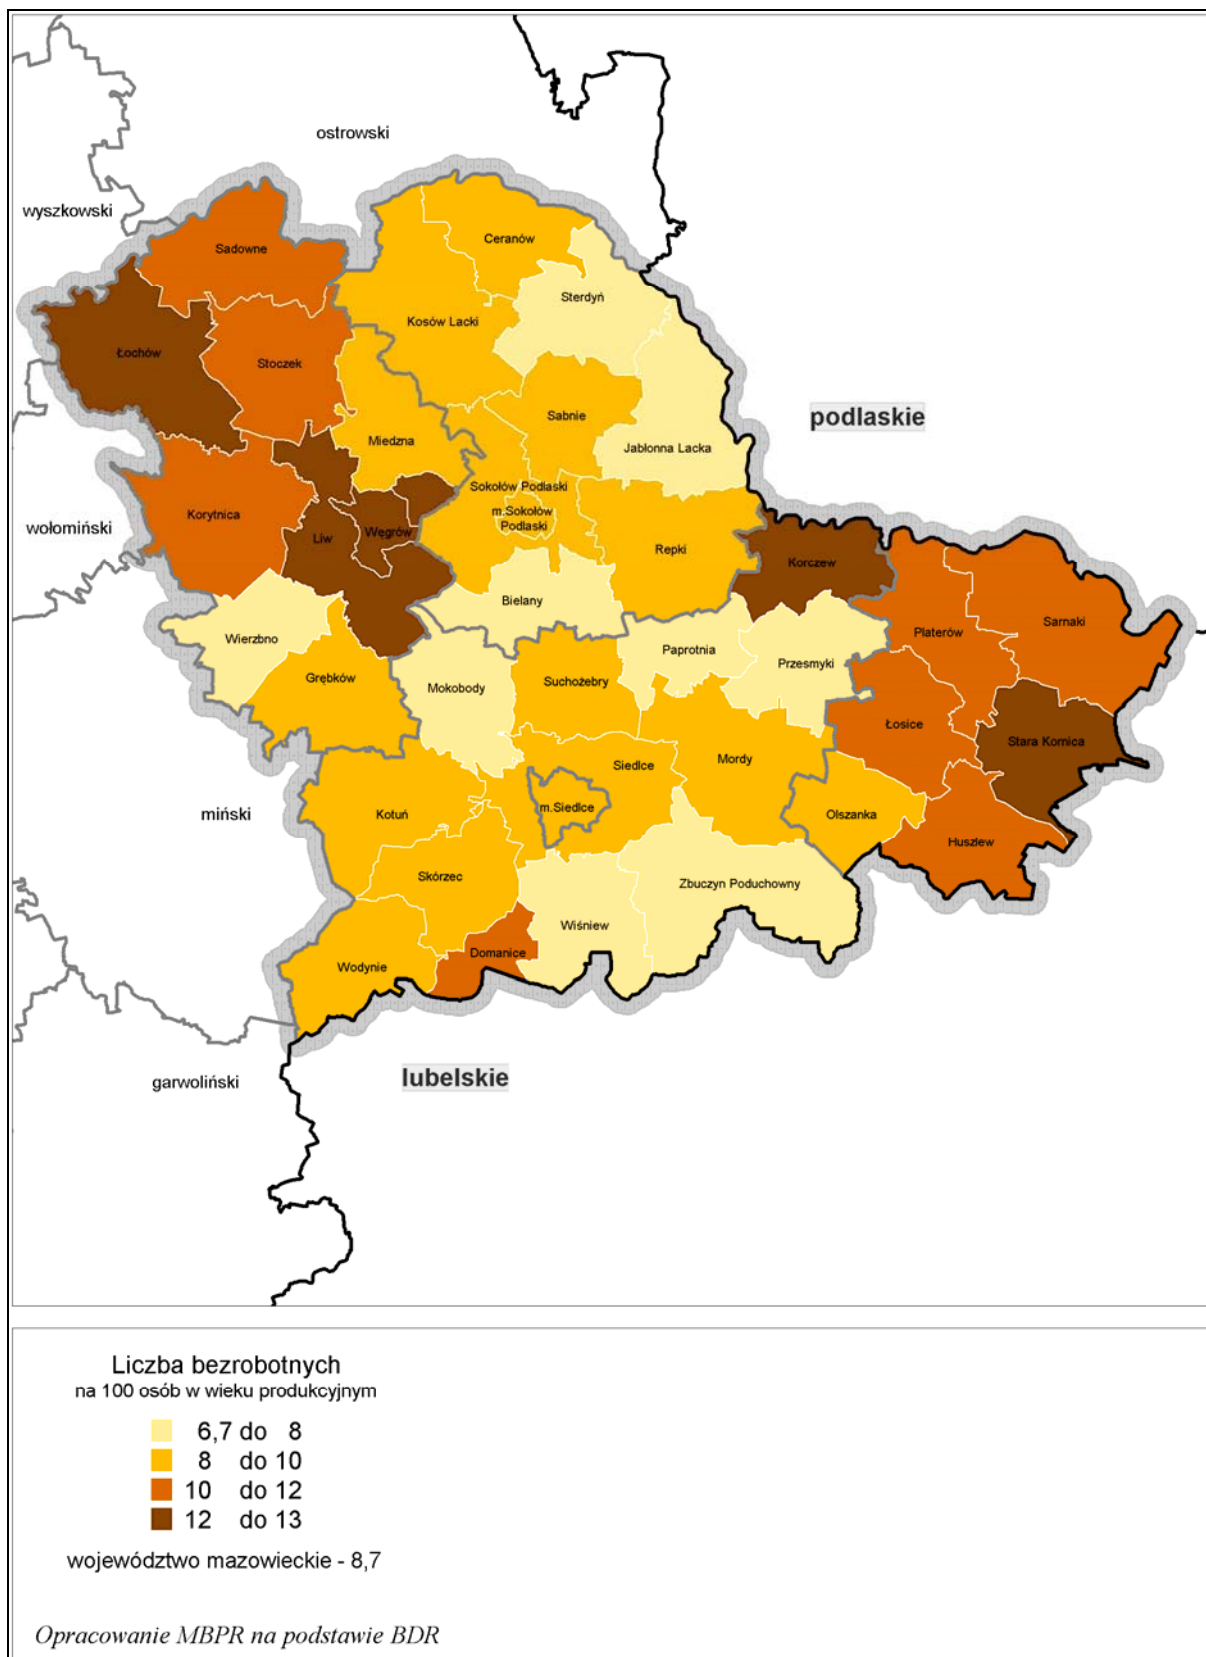 ostrowski
wyszkowski
Sadowne
Ceranów
Sterdyń
Kosów Lacki
Łochów
Stoczek
podlaskie
Sabnie
Miedzna
Jabłonna Lacka
Sokołów Podlaski
m.Sokołów
Podlaski
Korytnica
wołomiński
Liw
Węgrów
Repki
Korczew
Bielany
Sarnaki
Platerów
Wierzbno
Paprotnia
Przesmyki
Grębków
Mokobody
Suchożebry
Łosice
Stara Kornica
Siedlce
Mordy
m.Siedlce
miński
Kotuń
Olszanka
Huszlew
Skórzec
Zbuczyn Poduchowny
Wiśniew
Domanice
Wodynie
garwoliński
lubelskie
Liczba bezrobotnych
na 100 osób w wieku produkcyjnym
6,7 do 8
8 do 10
10 do 12
12 do 13
województwo mazowieckie - 8,7
Opracowanie MBPR na podstawie BDR